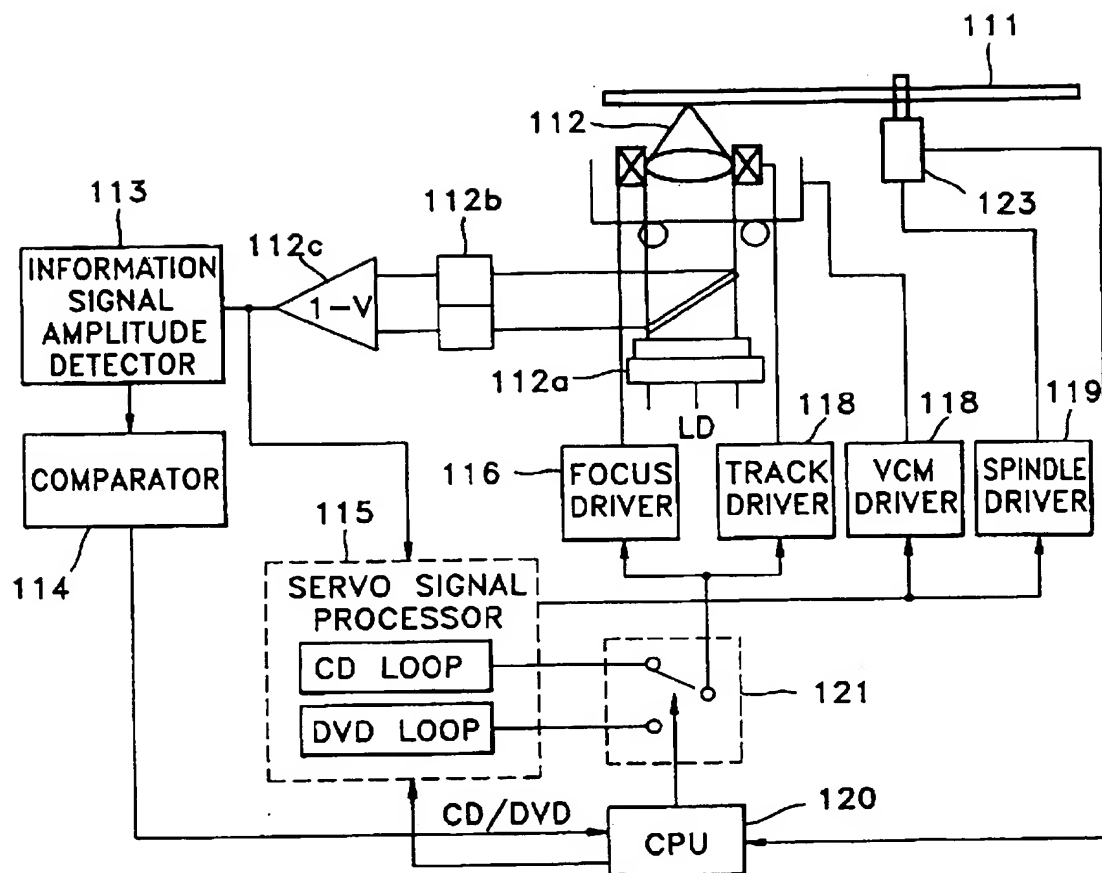 111
112
113
112b
123
112c
INFORMATION
SIGNAL
AMPLITUDE
DETECTOR
1-V
112a
LD
118
118
119
116
FOCUS
DRIVER
TRACK
DRIVER
VCM
DRIVER
SPINDLE
DRIVER
COMPARATOR
114
115
SERVO SIGNAL
PROCESSOR
CD LOOP
DVD LOOP
121
CD/DVD
120
CPU